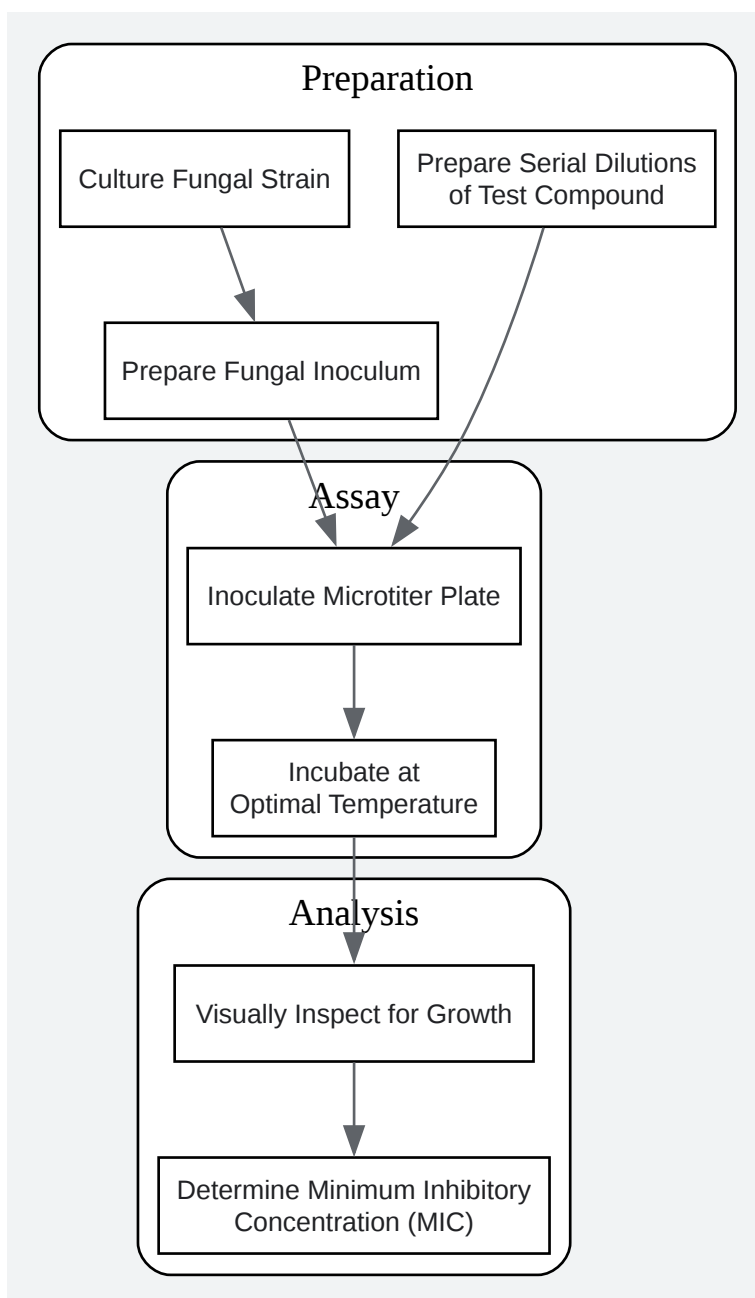 Preparation
Culture Fungal Strain
Prepare Serial Dilutions
of Test Compound
Prepare Fungal Inoculum
Assay
Inoculate Microtiter Plate
Incubate at
Optimal Temperature
Analysis
Visually Inspect for Growth
Determine Minimum Inhibitory
Concentration (MIC)